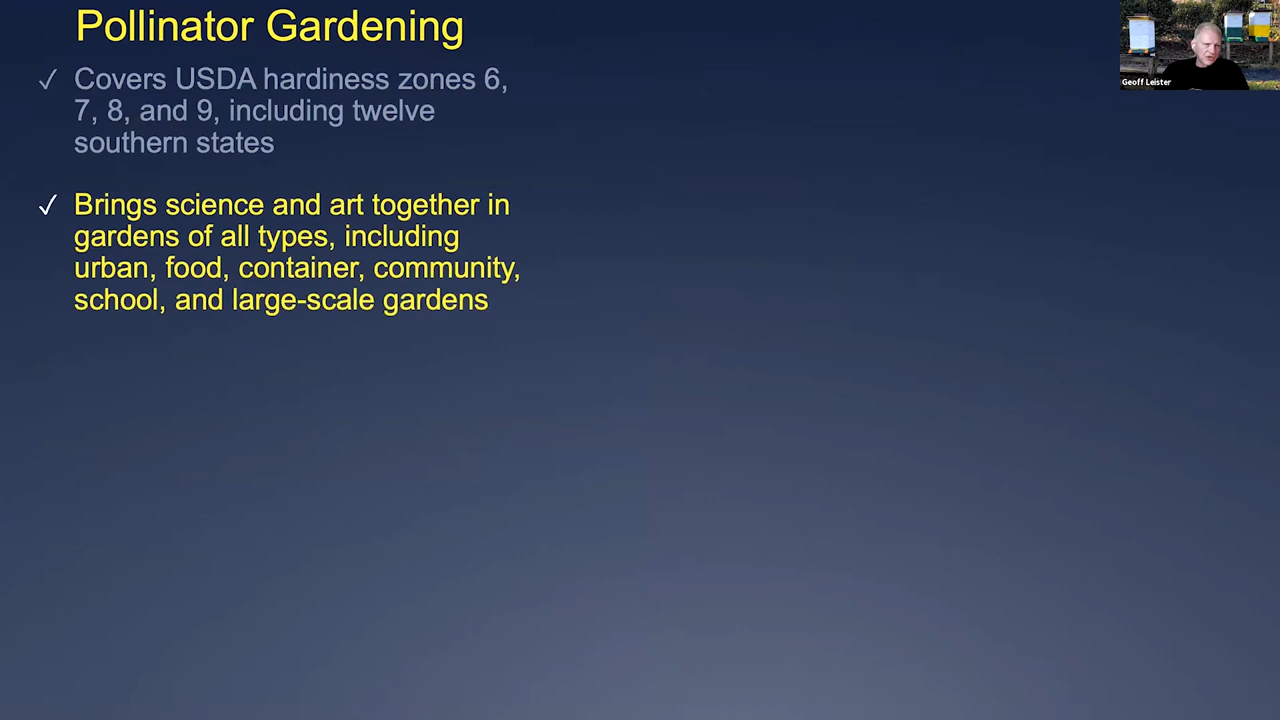 Pollinator Gardening
✓ Covers USDA hardiness zones 6,
7, 8, and 9, including twelve
southern states
✓ Brings science and art together in
gardens of all types, including
urban, food, container, community,
school, and large-scale gardens
Geoff Leister